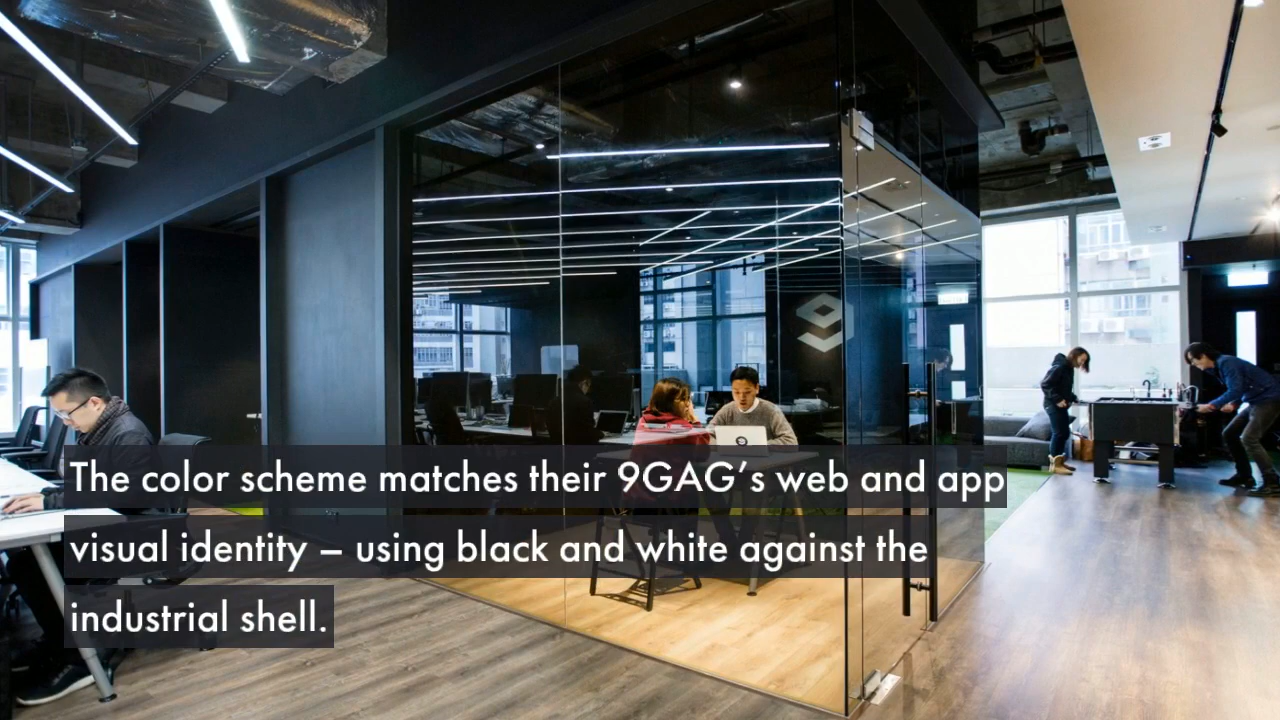 The color scheme matches their 9GAG’s web and app
visual identity – using black and white against the
industrial shell.